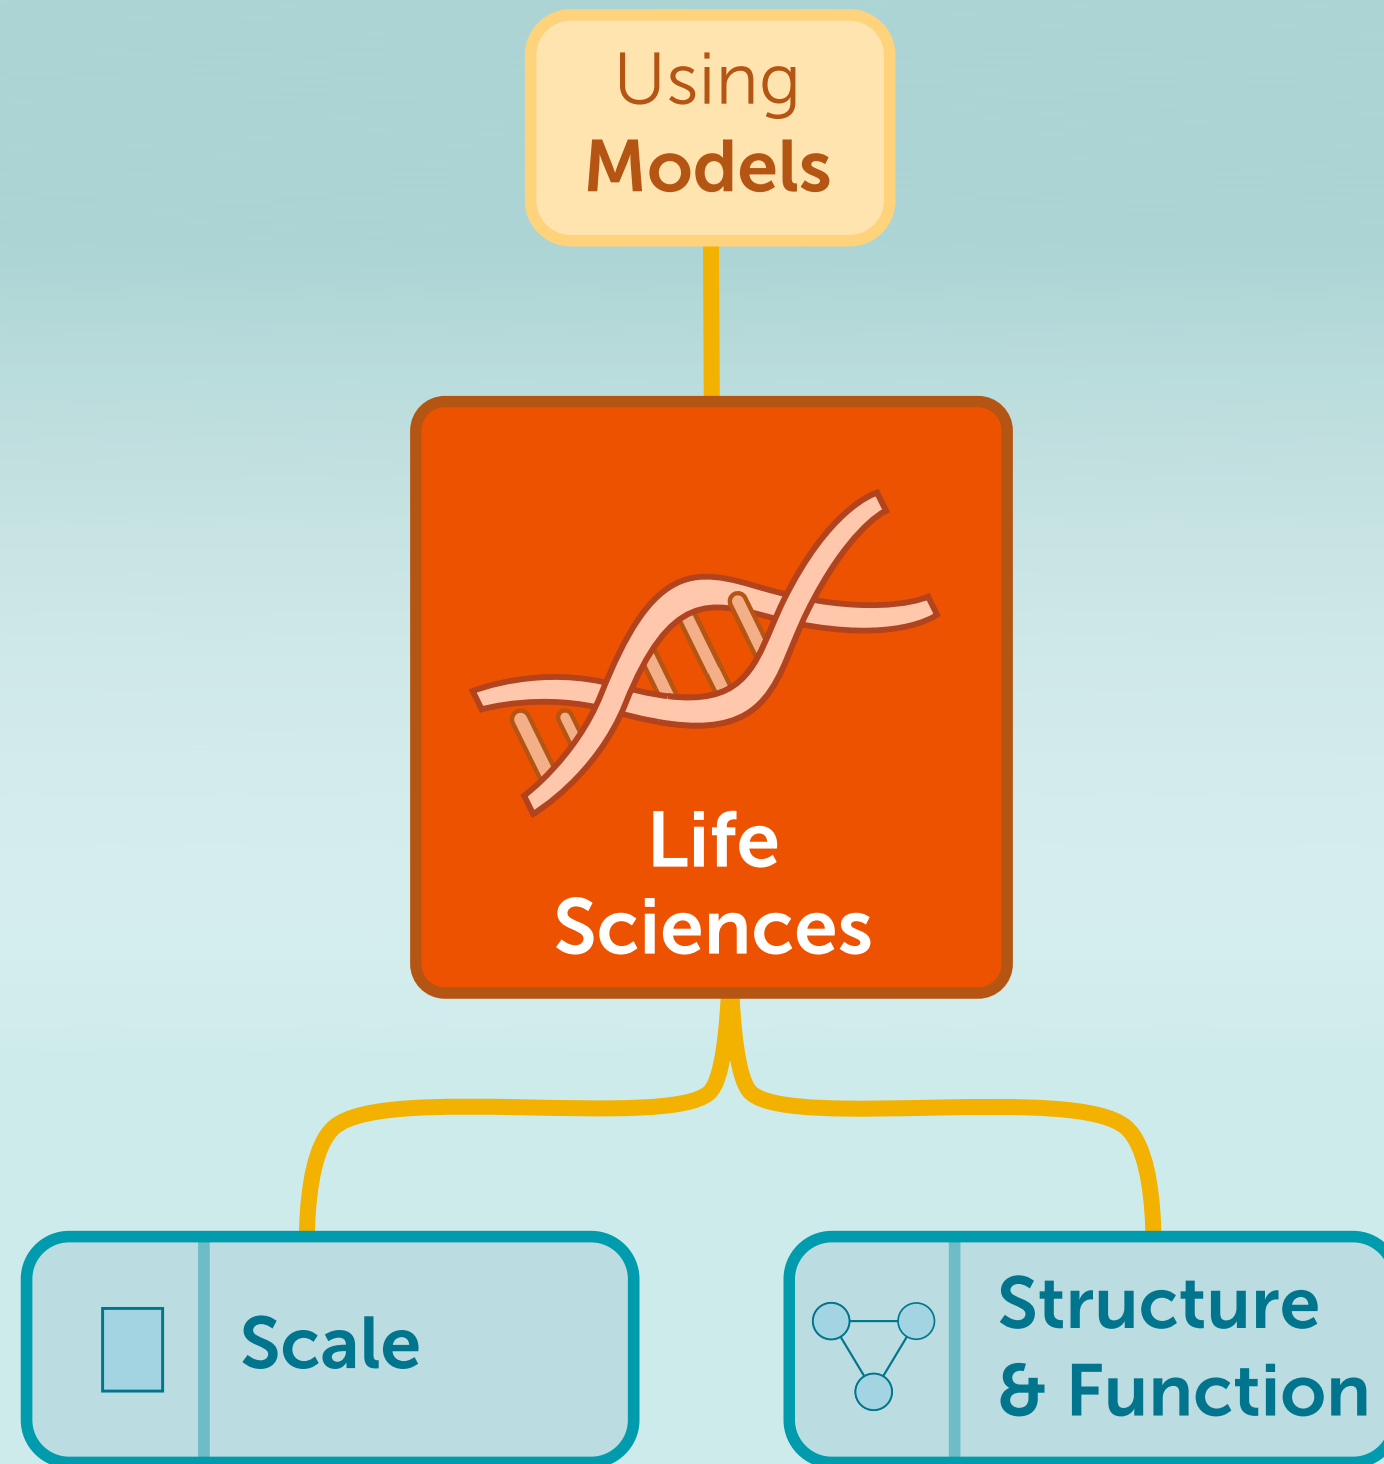 Using
Models
Life
Sciences
Scale
Structure
& Function